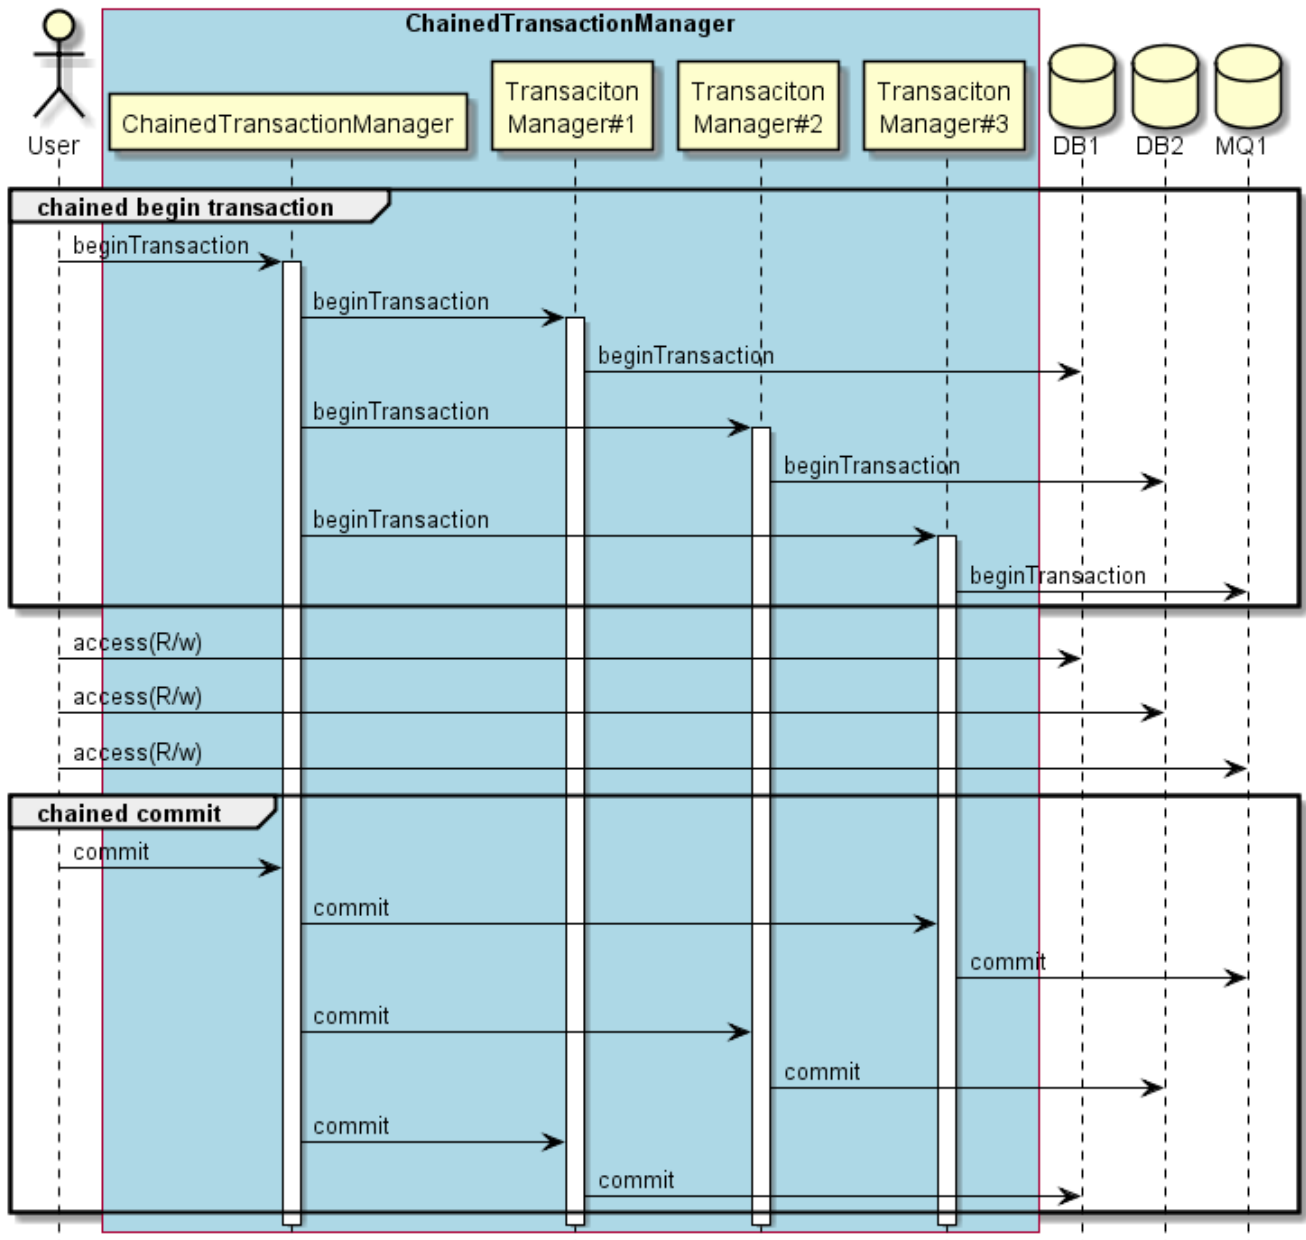 ChainedTransactionManager
User
ChainedTransactionManager
Transaciton
Manager#1
Transaciton
Manager#2
Transaciton
Manager#3
DB1
DB2
MQ1
chained begin transaction
beginTransaction
beginTransaction
beginTransaction
beginTransaction
beginTransaction
beginTransaction
beginTransaction
access(R/w)
access(R/w)
access(R/w)
chained commit
commit
commit
commit
commit
commit
commit
commit